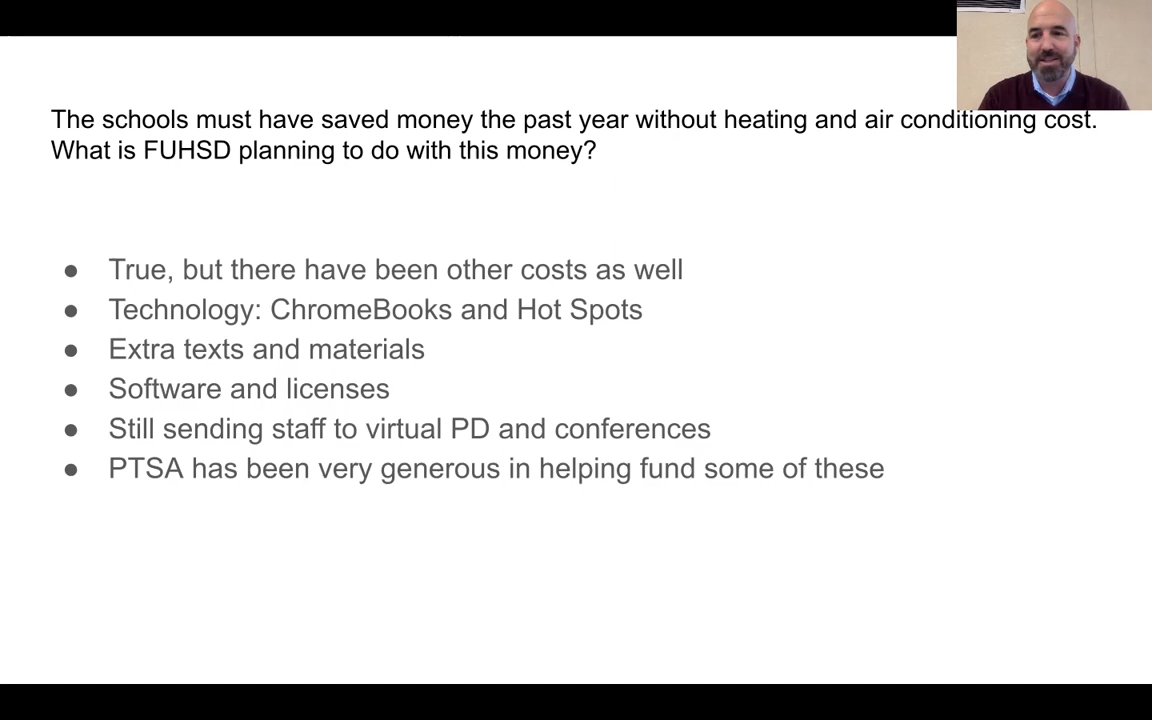 The schools must have saved money the past year without heating and air conditioning cost.
What is FUHSD planning to do with this money?
● True, but there have been other costs as well
● Technology: ChromeBooks and Hot Spots
● Extra texts and materials
● Software and licenses
● Still sending staff to virtual PD and conferences
● PTSA has been very generous in helping fund some of these